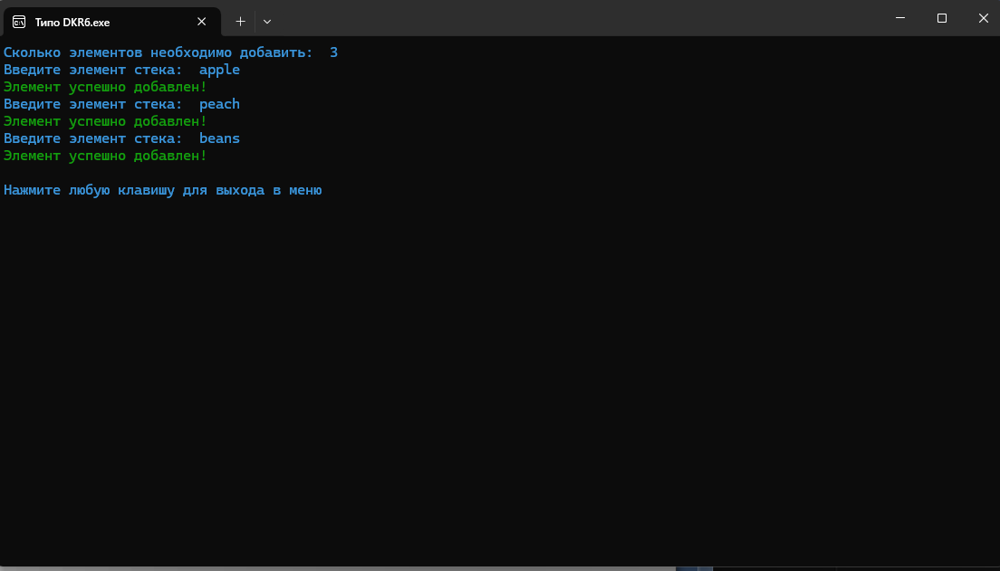 Типо DKR6.exe
Сколько элементов необходимо добавить: 3
Введите элемент стека: apple
Элемент успешно добавлен!
Введите элемент стека: peach
Элемент успешно добавлен!
Введите элемент стека: beans
Элемент успешно добавлен!
Нажмите любую клавишу для выхода в меню